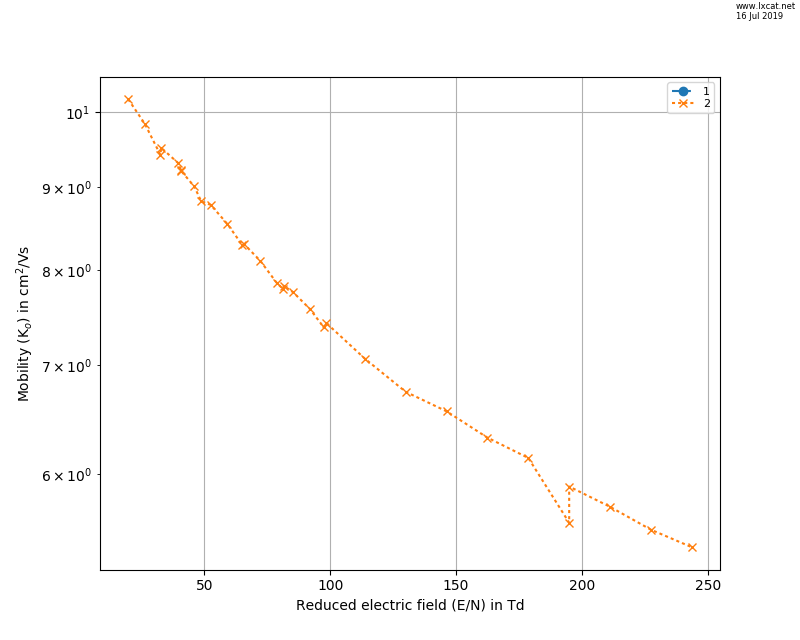 www.lxcat.net
16 Jul 2019
1
2
10¹
9 × 10⁰
8 × 10⁰
7 × 10⁰
6 × 10⁰
Mobility (Kₒ) in cm²/Vs
50
100
150
200
250
Reduced electric field (E/N) in Td